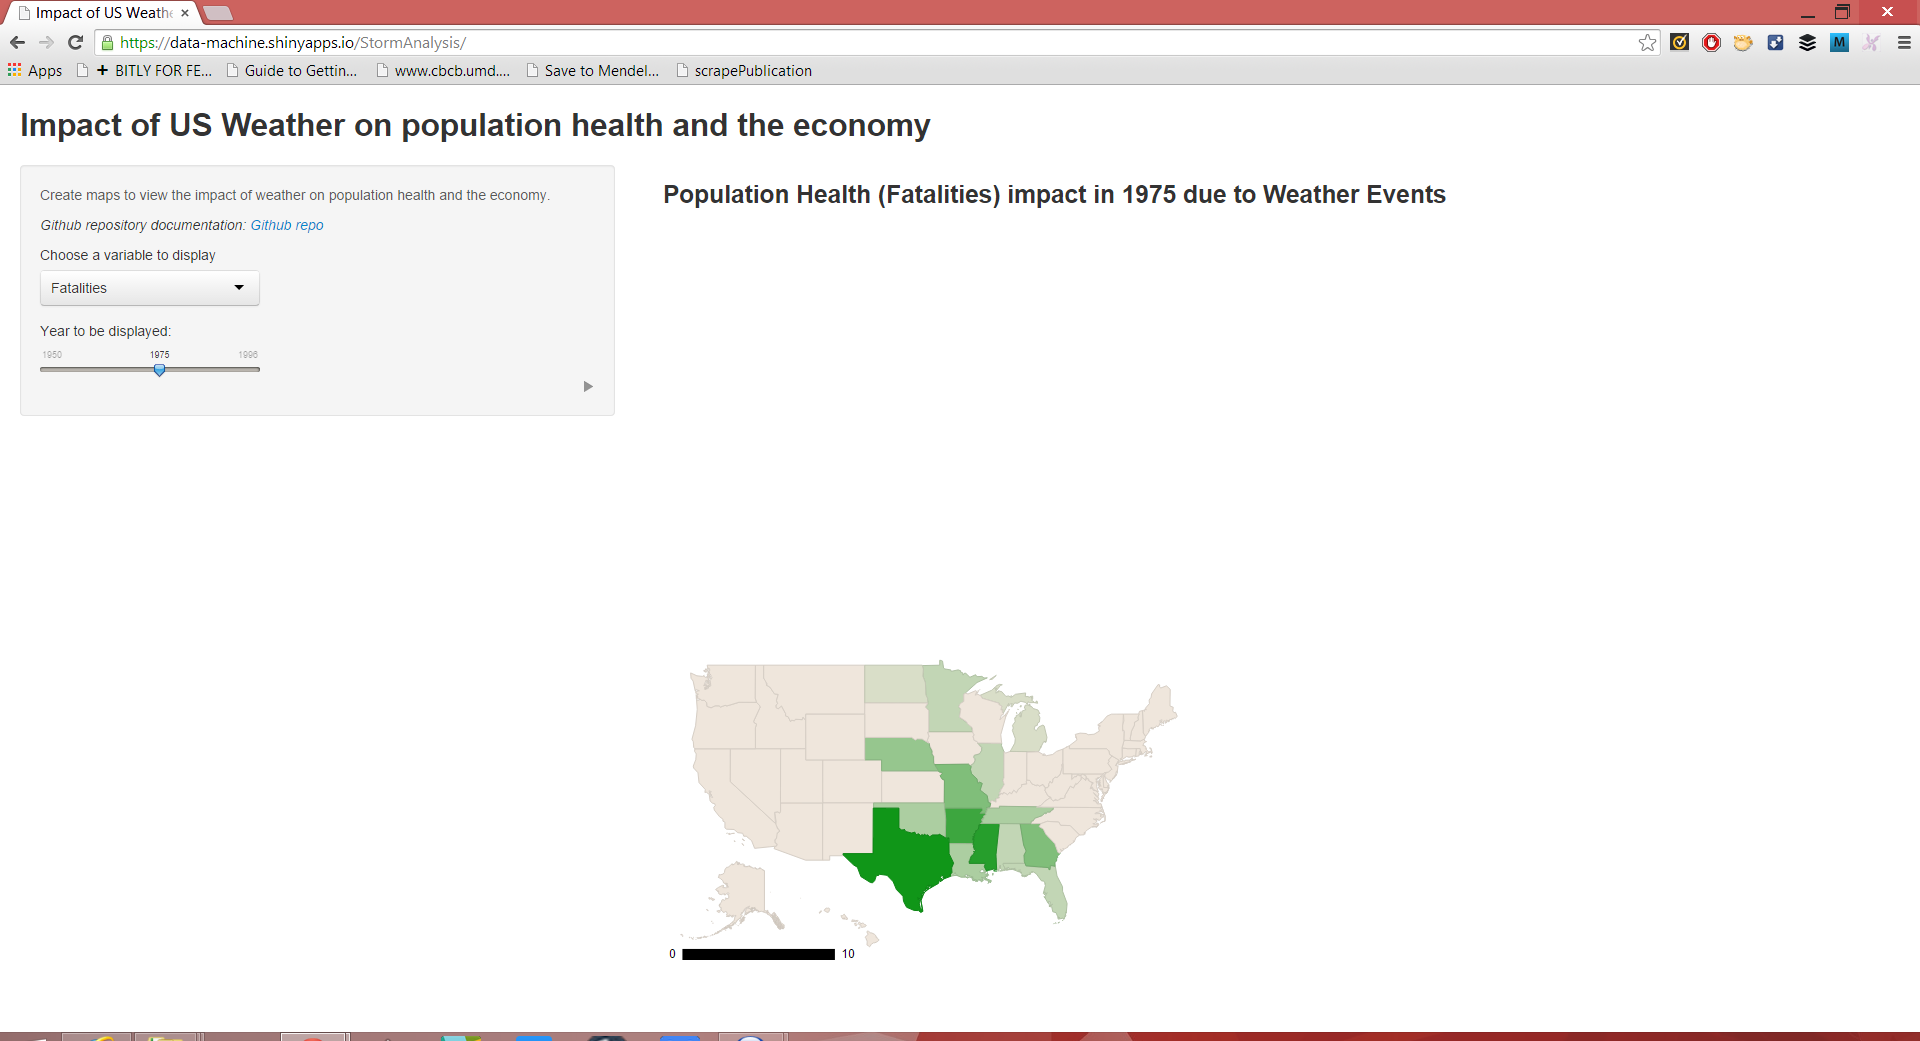 Impact of US Weathe
https://data-machine.shinyapps.io/StormAnalysis/
Apps + BITLY FOR FE... Guide to Gettin... www.cbcb.umd.... Save to Mendel... scrapePublication
Impact of US Weather on population health and the economy
Create maps to view the impact of weather on population health and the economy.
Github repository documentation: Github repo
Choose a variable to display
Fatalities
Year to be displayed:
1950 1975 1996
Population Health (Fatalities) impact in 1975 due to Weather Events
0 10
M